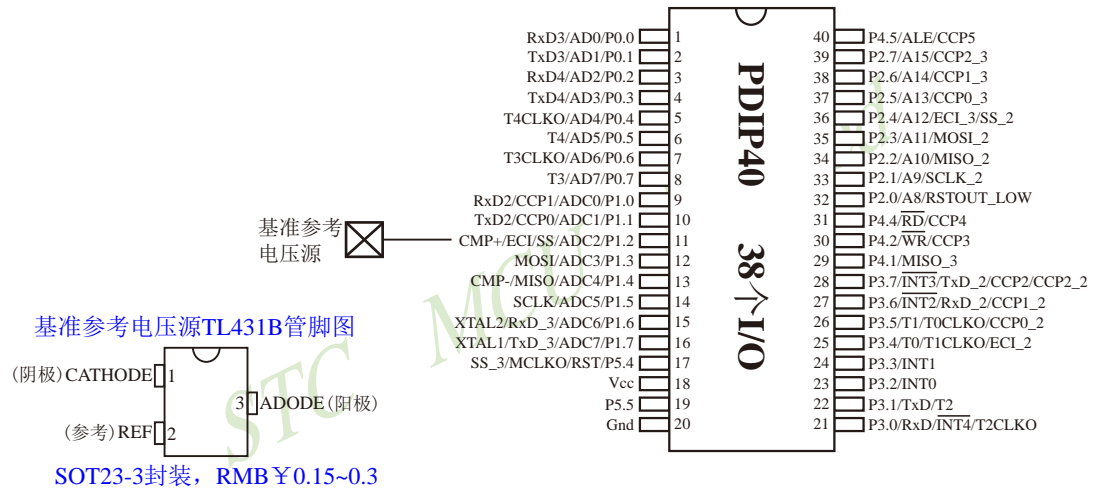 RxD3/AD0/P0.0 1
TxD3/AD1/P0.1 2
RxD4/AD2/P0.2 3
TxD4/AD3/P0.3 4
T4CLKO/AD4/P0.4 5
T4/AD5/P0.5 6
T3CLKO/AD6/P0.6 7
T3/AD7/P0.7 8
RxD2/CCP1/ADC0/P1.0 9
TxD2/CCP0/ADC1/P1.1 10
CMP+/ECI/SS/ADC2/P1.2 11
MOSI/ADC3/P1.3 12
CMP-/MISO/ADC4/P1.4 13
SCLK/ADC5/P1.5 14
XTAL2/RxD_3/ADC6/P1.6 15
XTAL1/TxD_3/ADC7/P1.7 16
SS_3/MCLKO/RST/P5.4 17
Vcc 18
P5.5 19
Gnd 20
PDIP40 38个I/O
40 P4.5/ALE/CCP5
39 P2.7/A15/CCP2_3
38 P2.6/A14/CCP1_3
37 P2.5/A13/CCP0_3
36 P2.4/A12/ECI_3/SS_2
35 P2.3/A11/MOSI_2
34 P2.2/A10/MISO_2
33 P2.1/A9/SCLK_2
32 P2.0/A8/RSTOUT_LOW
31 P4.4/RD/CCP4
30 P4.2/WR/CCP3
29 P4.1/MISO_3
28 P3.7/INT3/TxD_2/CCP2/CCP2_2
27 P3.6/INT2/RxD_2/CCP1_2
26 P3.5/T1/T0CLKO/CCP0_2
25 P3.4/T0/T1CLKO/ECI_2
24 P3.3/INT1
23 P3.2/INT0
22 P3.1/TxD/T2
21 P3.0/RxD/INT4/T2CLKO
基准参考
电压源
基准参考电压源TL431B管脚图
(阴极)CATHODE 1
3 ADODE(阳极)
(参考)REF 2
SOT23-3封装，RMB￥0.15~0.3
STC MCU